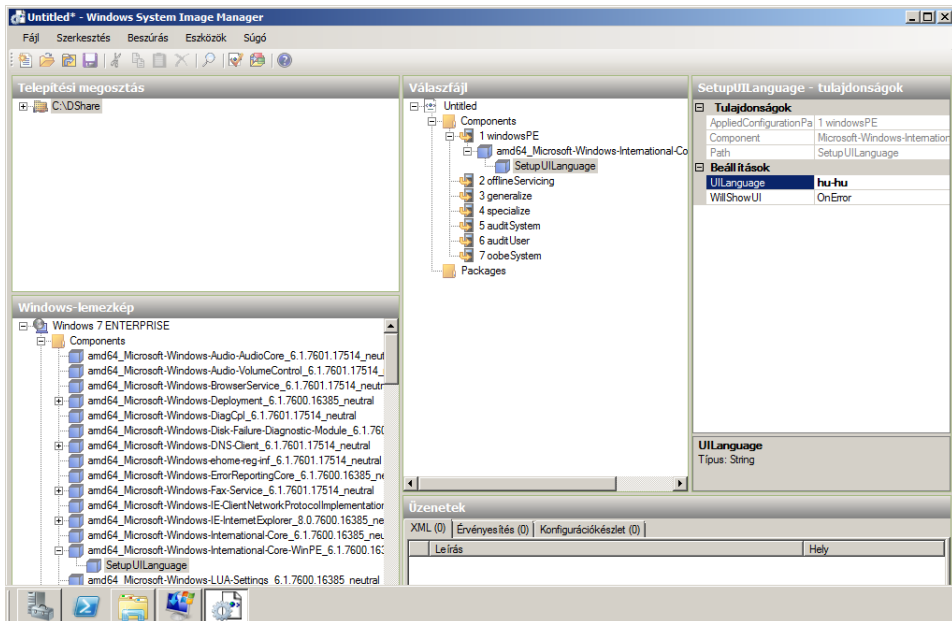 Untitled* - Windows System Image Manager
Fájl Szerkesztés Beszúrás Eszközök Súgó
Telepítési megosztás
C:\DShare
Windows-lemezkép
Windows 7 ENTERPRISE
Components
amd64_Microsoft-Windows-Audio-AudioCore_6.1.7601.17514_neut
amd64_Microsoft-Windows-Audio-VolumeControl_6.1.7601.17514_
amd64_Microsoft-Windows-BrowserService_6.1.7601.17514_neutr
amd64_Microsoft-Windows-Deployment_6.1.7600.16385_neutral
amd64_Microsoft-Windows-DiagCpl_6.1.7601.17514_neutral
amd64_Microsoft-Windows-Disk-Failure-Diagnostic-Module_6.1.760
amd64_Microsoft-Windows-DNS-Client_6.1.7601.17514_neutral
amd64_Microsoft-Windows-ehome-reg-inf_6.1.7601.17514_neutral
amd64_Microsoft-Windows-ErrorReportingCore_6.1.7600.16385_ne
amd64_Microsoft-Windows-Fax-Service_6.1.7601.17514_neutral
amd64_Microsoft-Windows-IE-ClientNetworkProtocolImplementation
amd64_Microsoft-Windows-IE-InternetExplorer_8.0.7600.16385_ne
amd64_Microsoft-Windows-International-Core_6.1.7600.16385_neu
amd64_Microsoft-Windows-International-Core-WinPE_6.1.7600.163
SetupUILanguage
amd64_Microsoft-Windows-LUA-Settings_6.1.7600.16385_neutral
Válaszfájl
Untitled
Components
1 windowsPE
amd64_Microsoft-Windows-International-Co
SetupUILanguage
2 offlineServicing
3 generalize
4 specialize
5 auditSystem
6 auditUser
7 oobeSystem
Packages
SetupUILanguage - tulajdonságok
Tulajdonságok
AppliedConfigurationPa 1 windowsPE
Component Microsoft-Windows-Internation
Path SetupUILanguage
Beállítások
UILanguage hu-hu
WillShowUI OnError
UILanguage
Típus: String
Üzenetek
XML (0) Érvényesítés (0) Konfigurációkészlet (0)
Leírás Hely